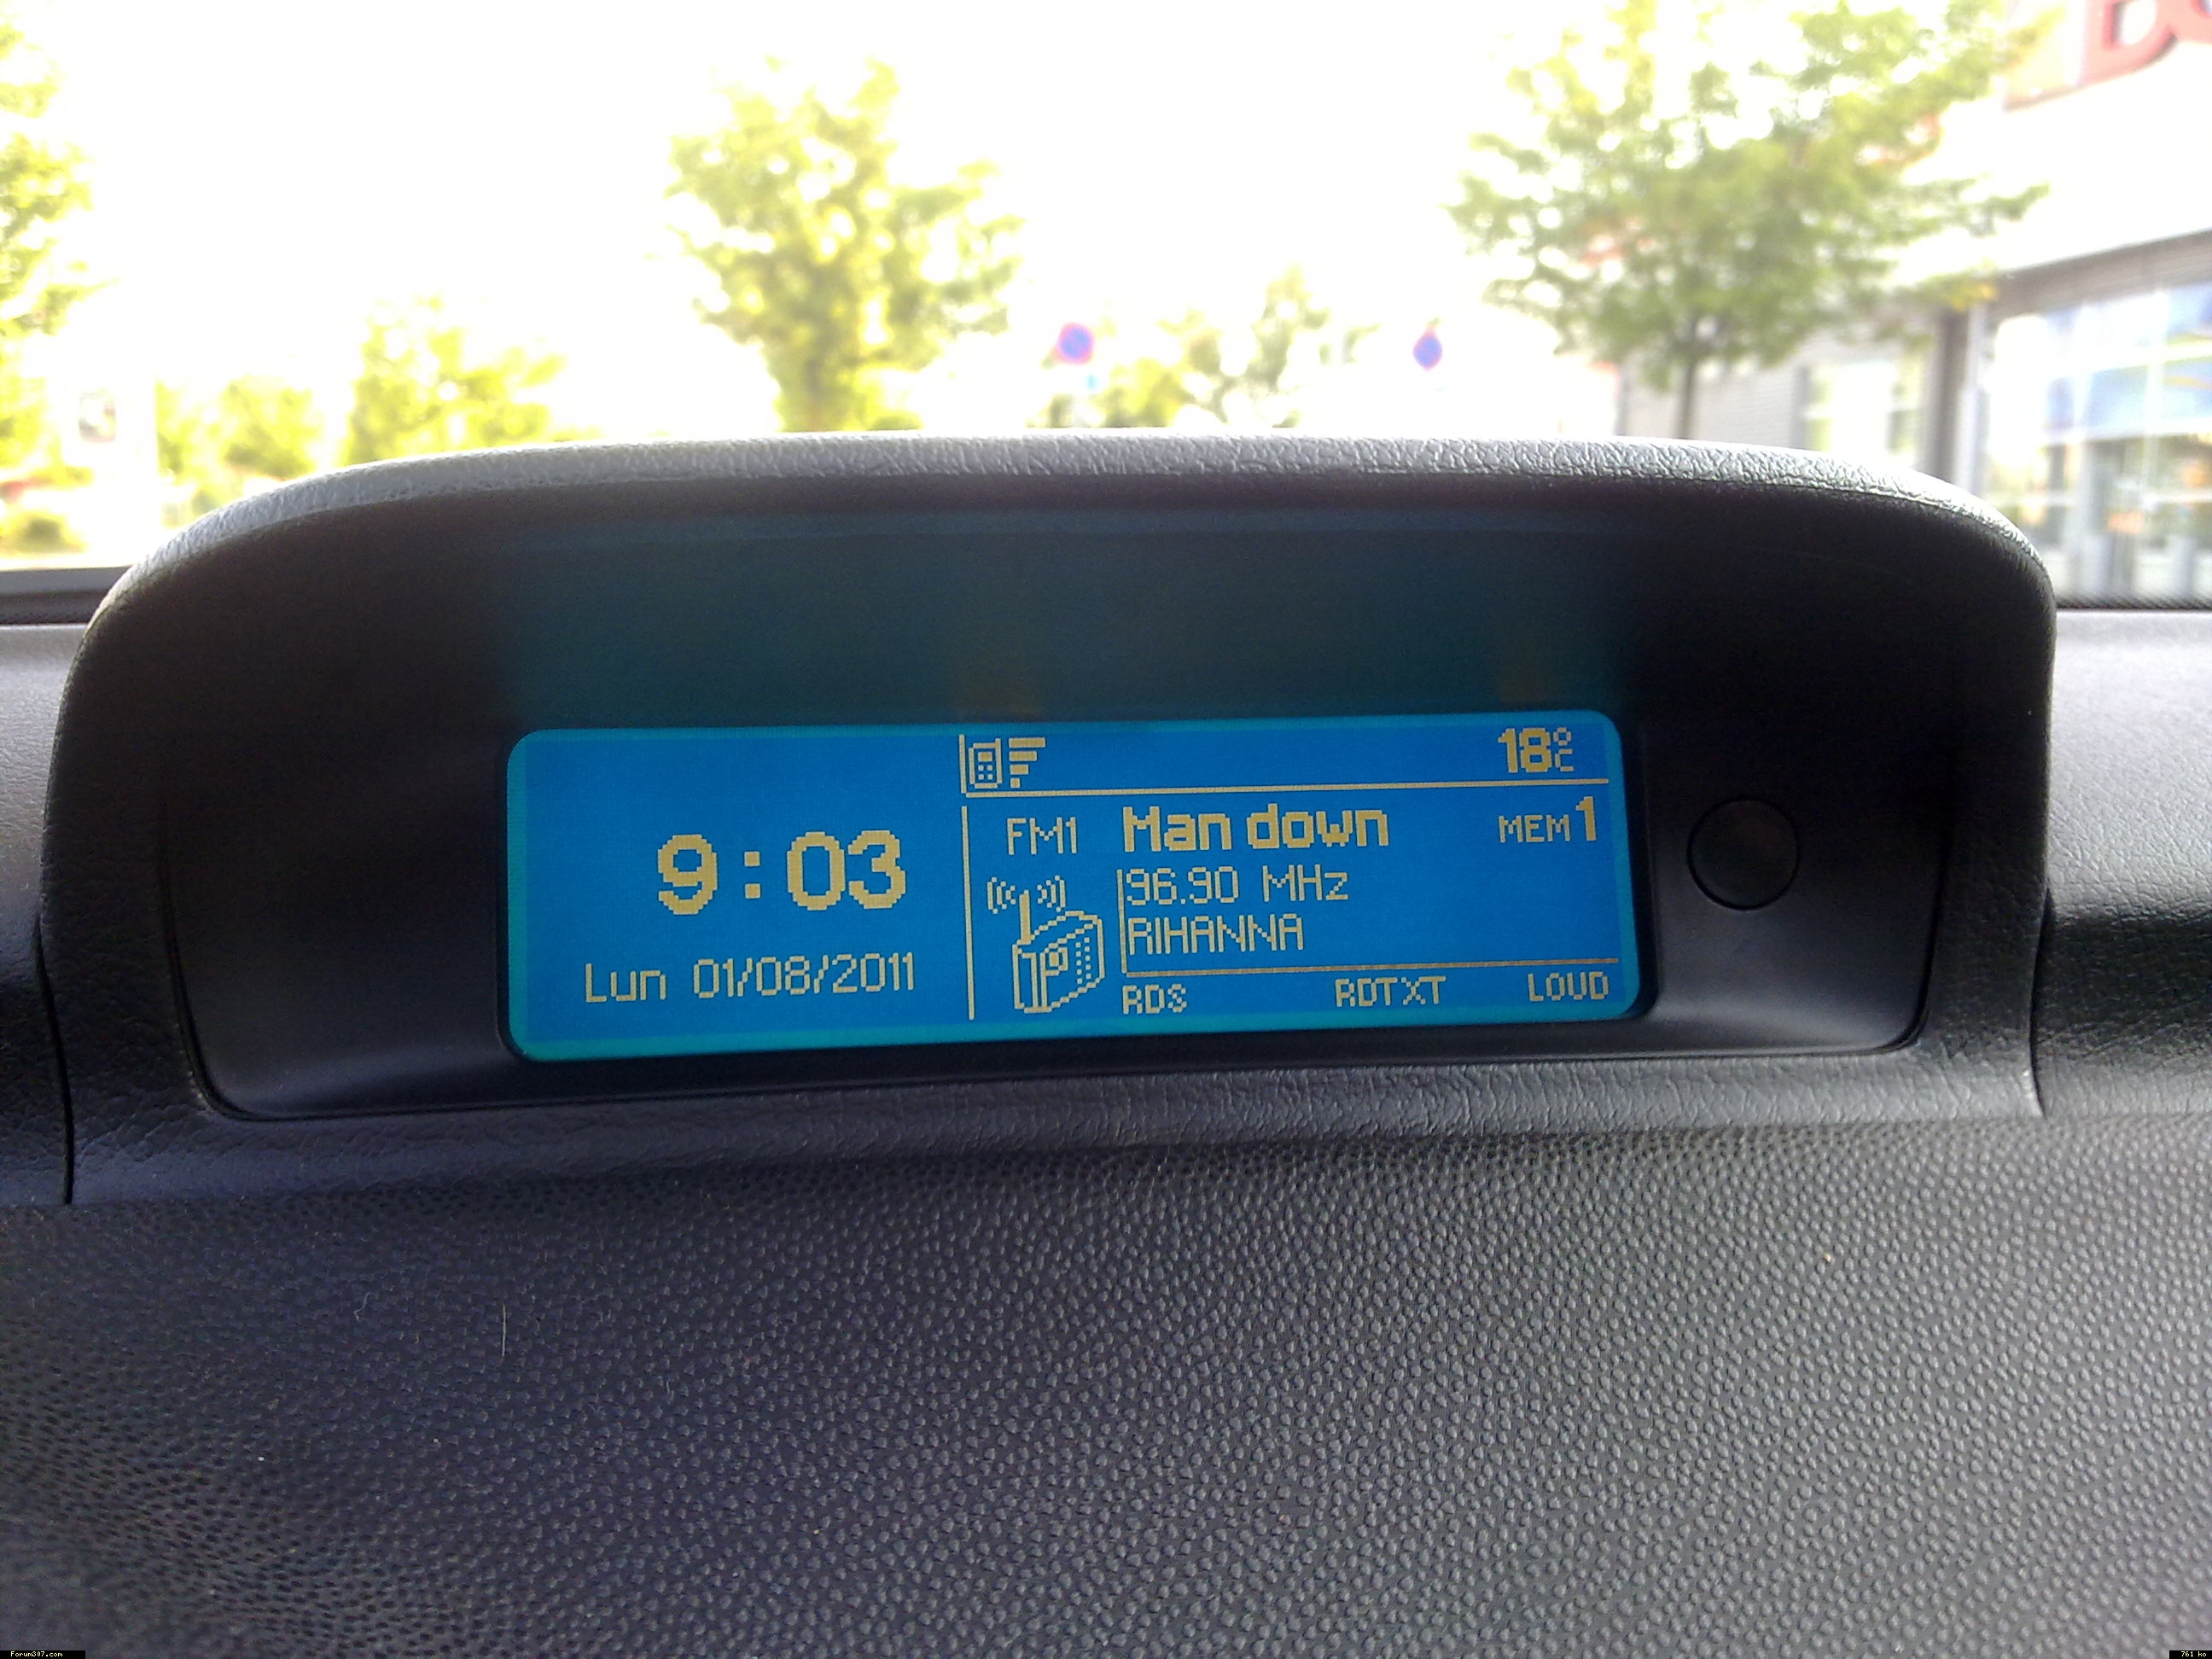 18°C
9:03
Lun 01/08/2011
FM1 Man down MEM 1
96.90 MHz
RIHANNA
RDS RDTXT LOUD
Forum307.com
761 ko